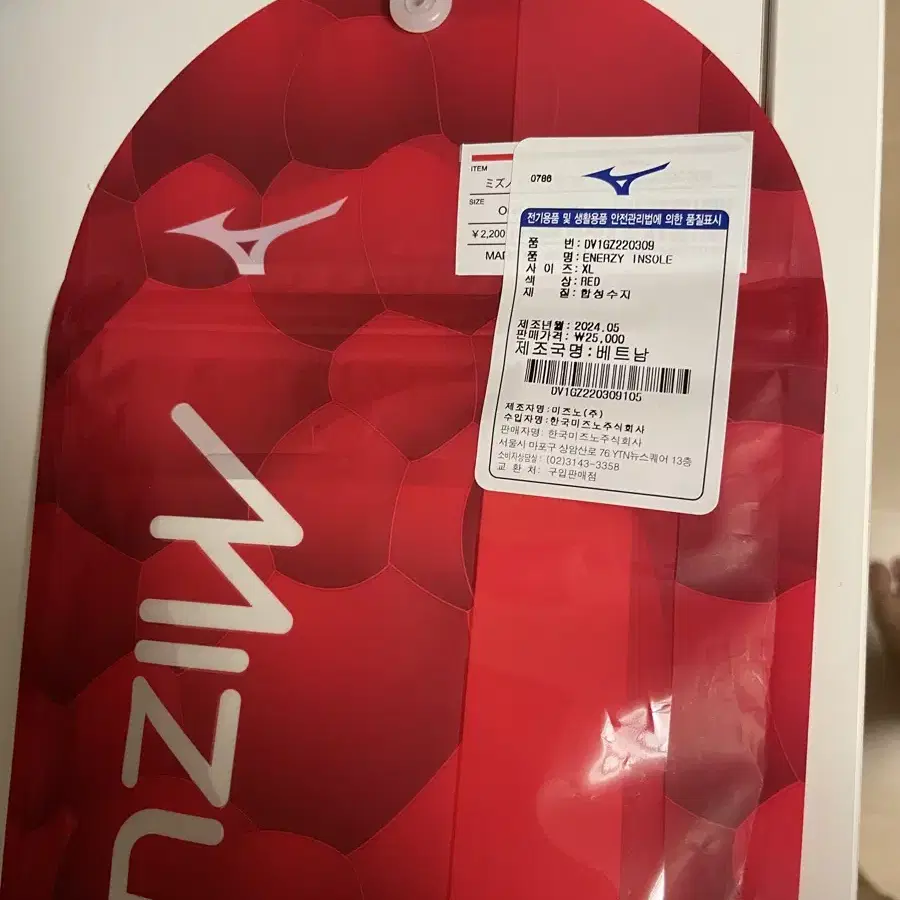 ITEM
ミズ
SIZE
O
￥2,200
MAD
0786
전기용품 및 생활용품 안전관리법에 의한 품질표시
품 번: DV1GZ220309
품 명: ENERZY INSOLE
사 이 즈: XL
색 상: RED
재 질: 합성수지
제조년월: 2024.05
판매가격: ₩25,000
제조국명: 베트남
DV1GZ220309105
제조자명: 미즈노(주)
수입자명: 한국미즈노주식회사
판매자명: 한국미즈노주식회사
서울시 마포구 상암산로 76 YTN뉴스퀘어 13층
소비자상담실: (02)3143-3358
교 환 처: 구입판매점
MIZU